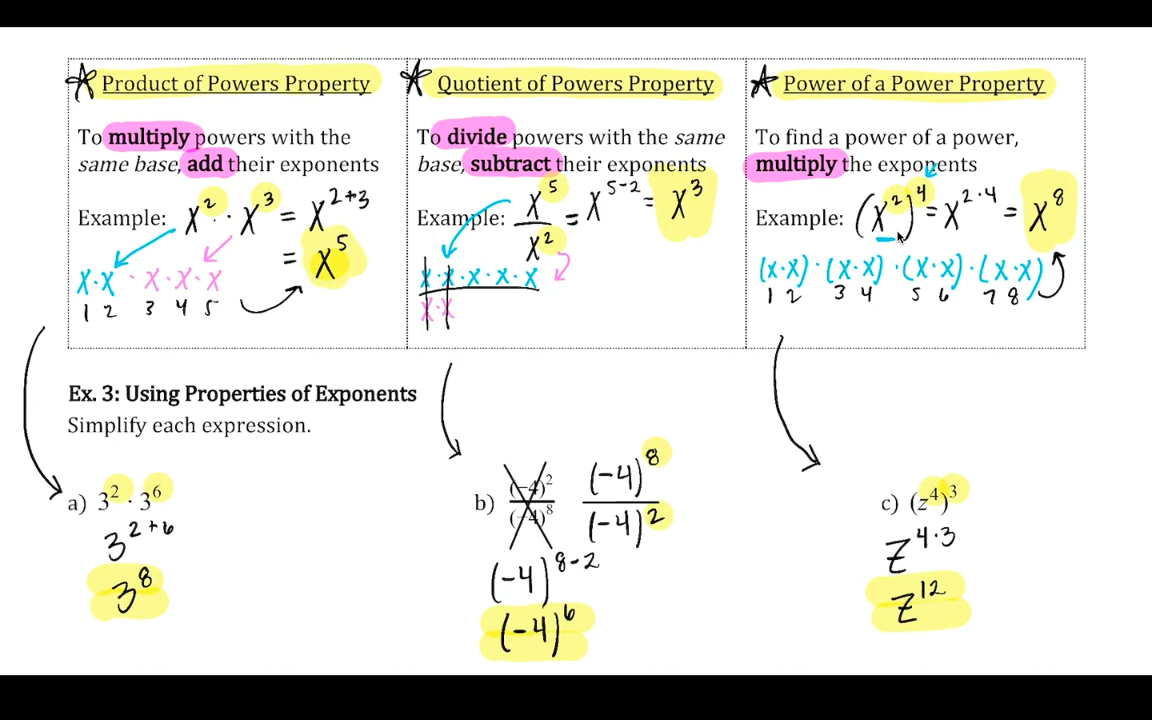 Product of Powers Property
To multiply powers with the
same base, add their exponents
Example: x² · x³ = x²⁺³
= x⁵
x·x · x·x·x
1 2 3 4 5
Quotient of Powers Property
To divide powers with the same
base, subtract their exponents
Example: x⁵/x² = x⁵⁻² = x³
x·x·x·x·x
x·x
Power of a Power Property
To find a power of a power,
multiply the exponents
Example: (x²)⁴ = x²·⁴ = x⁸
(x·x)·(x·x)·(x·x)·(x·x)
1 2 3 4 5 6 7 8
Ex. 3: Using Properties of Exponents
Simplify each expression.
a) 3² · 3⁶
3²⁺⁶
3⁸
b) (−4)²/(−4)⁸ (−4)⁸/(−4)²
(−4)⁸⁻²
(−4)⁶
c) (z⁴)³
z⁴·³
z¹²